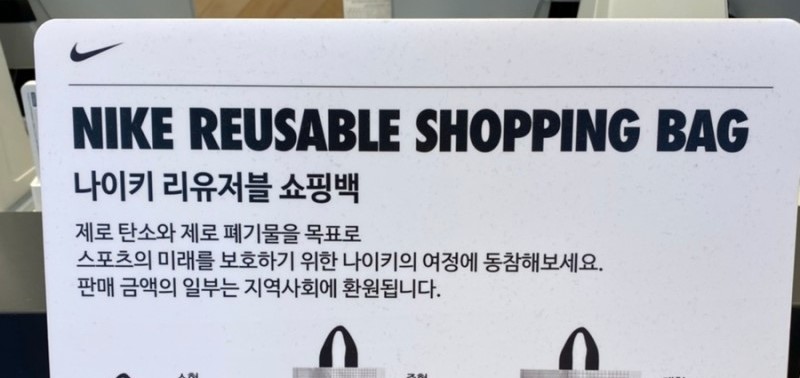 NIKE REUSABLE SHOPPING BAG
나이키 리유저블 쇼핑백
제로 탄소와 제로 폐기물을 목표로
스포츠의 미래를 보호하기 위한 나이키의 여정에 동참해보세요.
판매 금액의 일부는 지역사회에 환원됩니다.